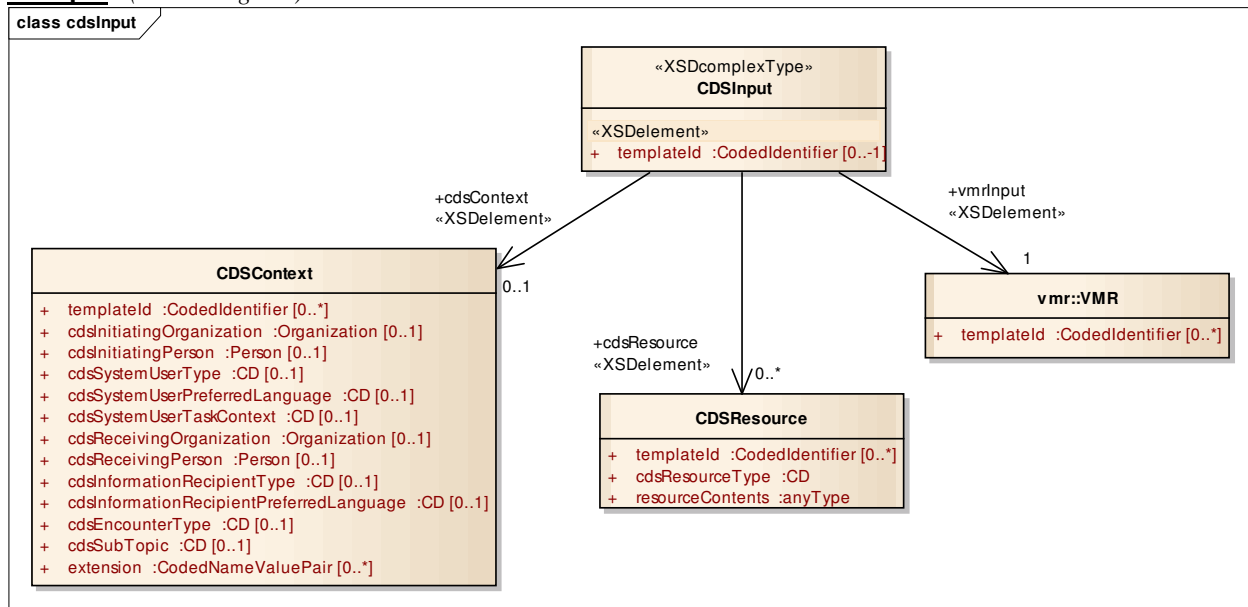 class cdsInput
«XSDcomplexType»
CDSInput
«XSDelement»
+ templateId :CodedIdentifier [0..-1]
+cdsContext
«XSDelement»
0..1
+vmrInput
«XSDelement»
1
+cdsResource
«XSDelement»
0..*
CDSContext
+ templateId :CodedIdentifier [0..*]
+ cdsInitiatingOrganization :Organization [0..1]
+ cdsInitiatingPerson :Person [0..1]
+ cdsSystemUserType :CD [0..1]
+ cdsSystemUserPreferredLanguage :CD [0..1]
+ cdsSystemUserTaskContext :CD [0..1]
+ cdsReceivingOrganization :Organization [0..1]
+ cdsReceivingPerson :Person [0..1]
+ cdsInformationRecipientType :CD [0..1]
+ cdsInformationRecipientPreferredLanguage :CD [0..1]
+ cdsEncounterType :CD [0..1]
+ cdsSubTopic :CD [0..1]
+ extension :CodedNameValuePair [0..*]
vmr::VMR
+ templateId :CodedIdentifier [0..*]
CDSResource
+ templateId :CodedIdentifier [0..*]
+ cdsResourceType :CD
+ resourceContents :anyType